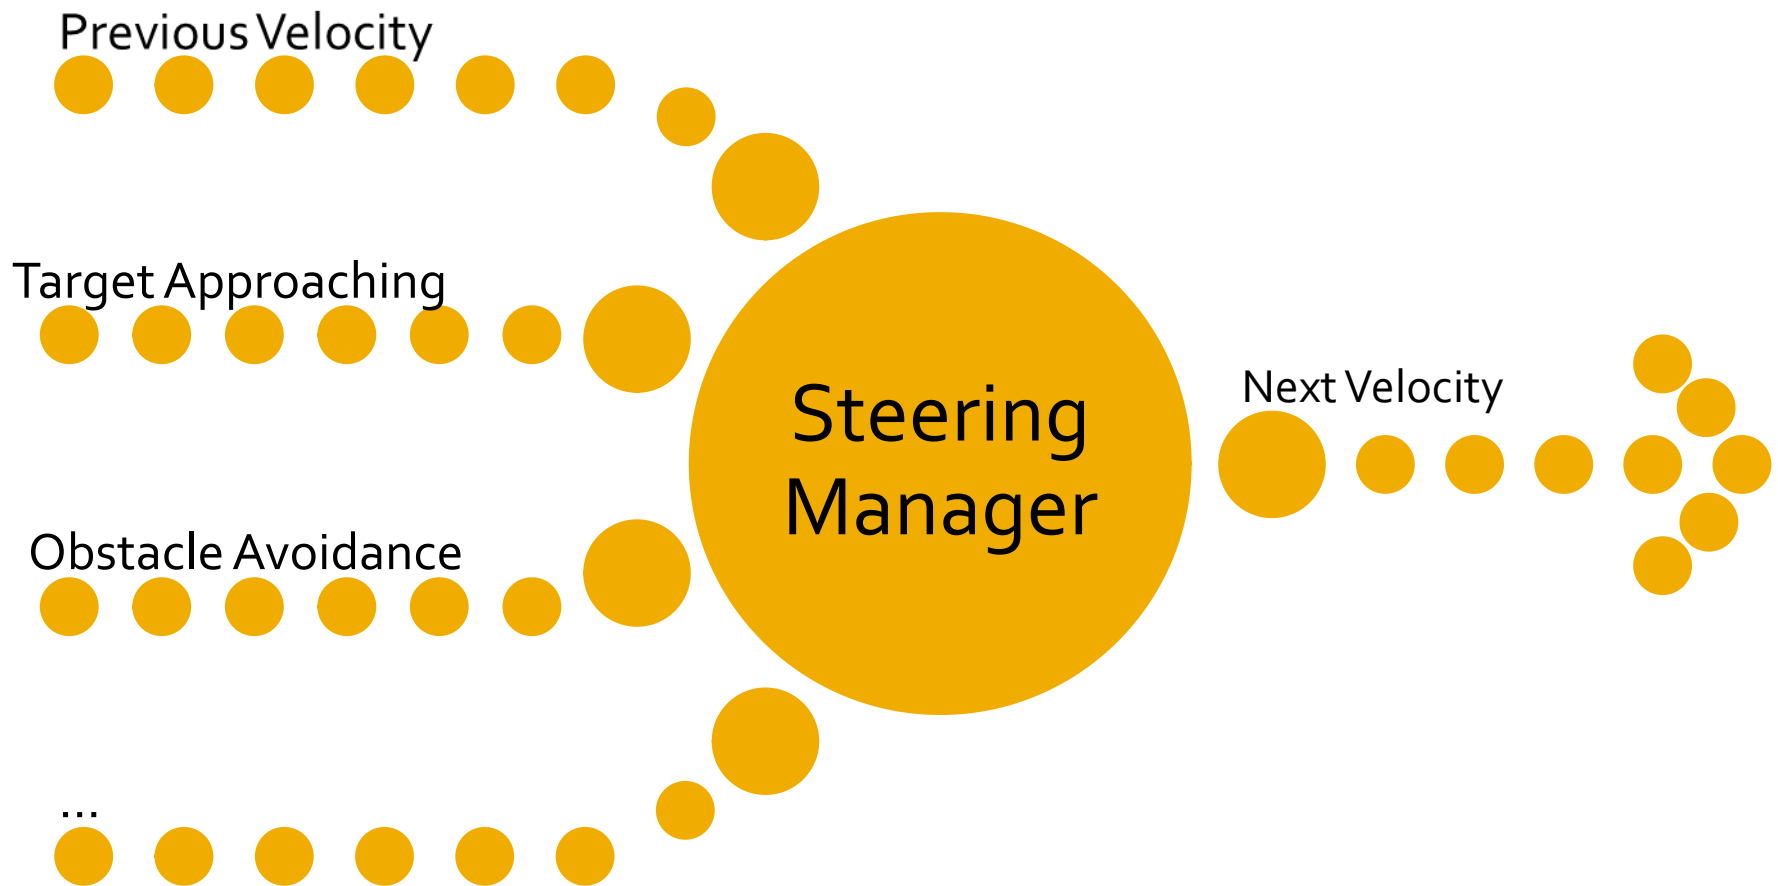 Previous Velocity
Target Approaching
Obstacle Avoidance
...
Steering
Manager
Next Velocity